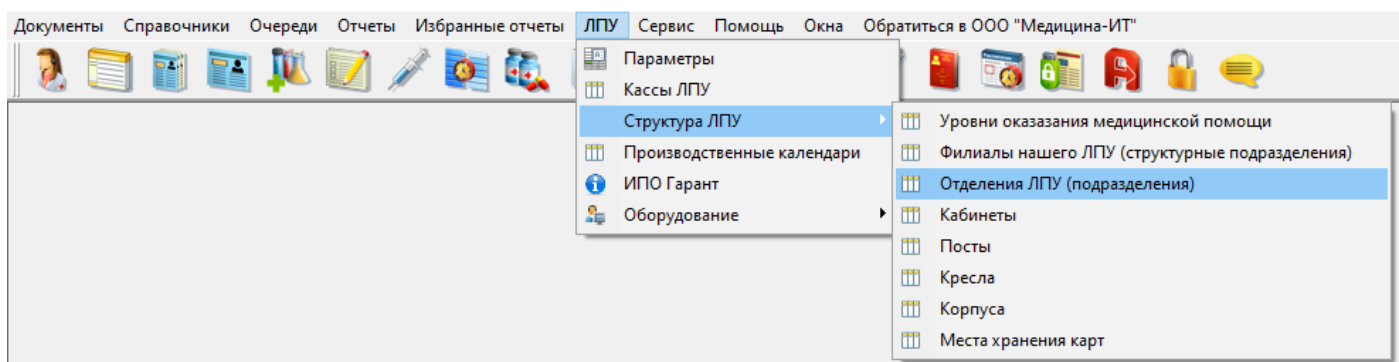 Документы Справочники Очереди Отчеты Избранные отчеты ЛПУ Сервис Помощь Окна Обратиться в ООО "Медицина-ИТ"
Параметры
Кассы ЛПУ
Структура ЛПУ
Производственные календари
ИПО Гарант
Оборудование
Уровни оказазания медицинской помощи
Филиалы нашего ЛПУ (структурные подразделения)
Отделения ЛПУ (подразделения)
Кабинеты
Посты
Кресла
Корпуса
Места хранения карт